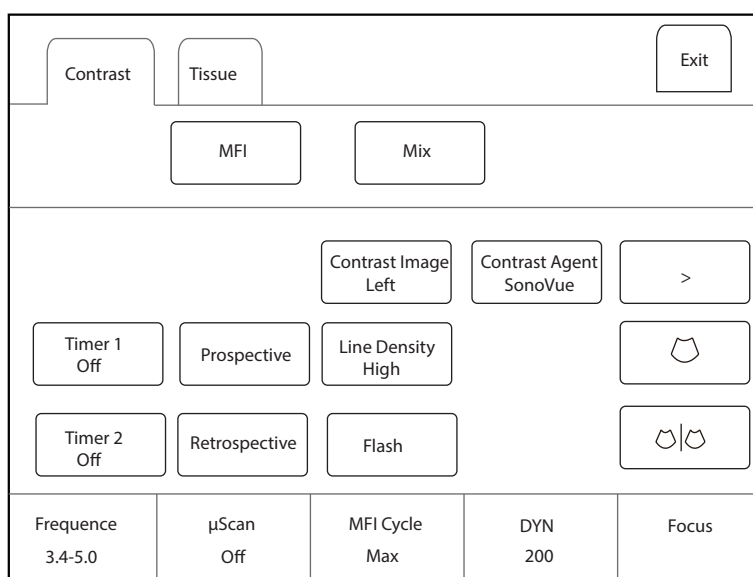 Contrast
Tissue
Exit
MFI
Mix
Contrast Image
Left
Contrast Agent
SonoVue
>
Timer 1
Off
Prospective
Line Density
High
Timer 2
Off
Retrospective
Flash
Frequence
3.4-5.0
µScan
Off
MFI Cycle
Max
DYN
200
Focus